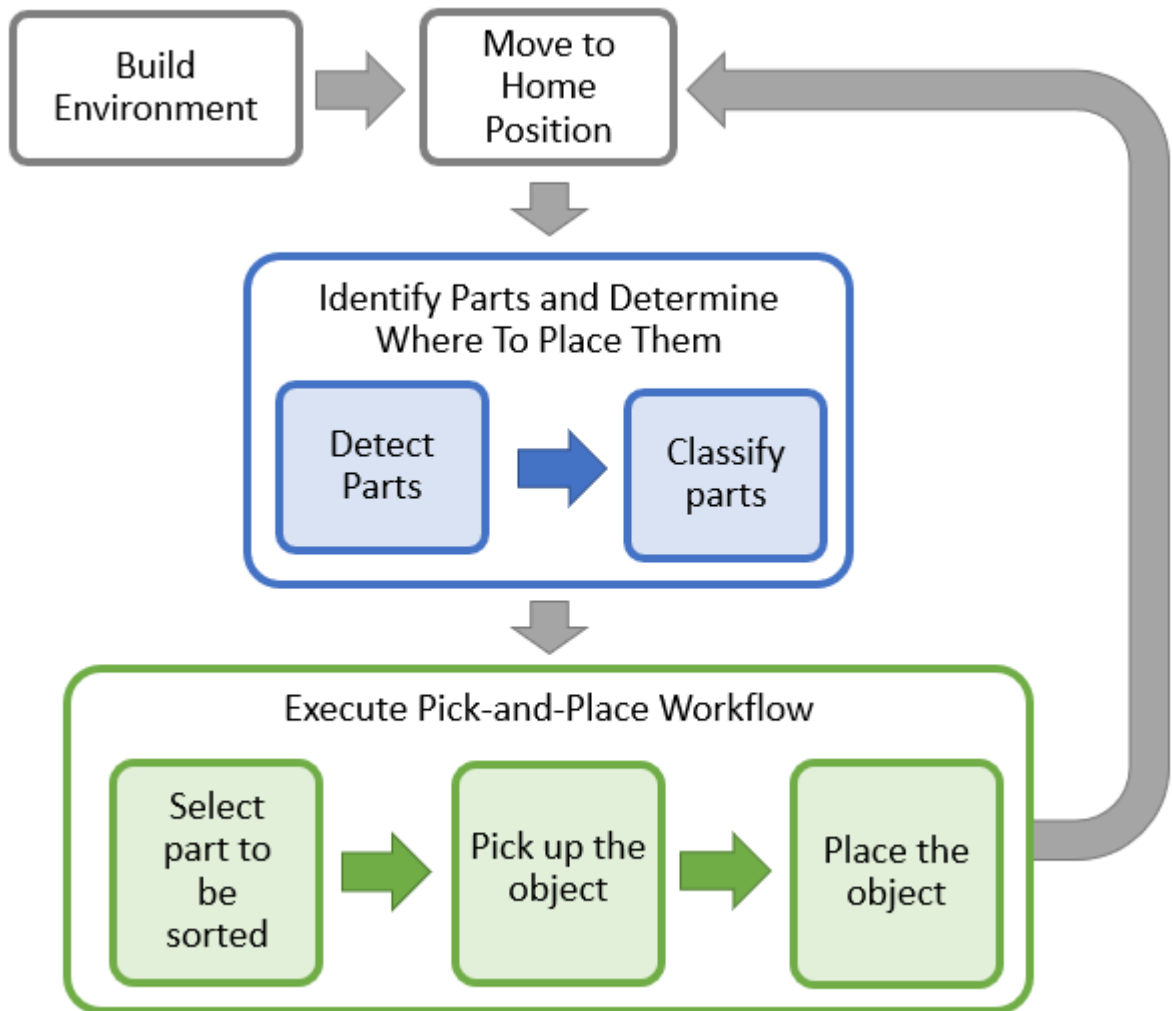 Build
Environment
Move to
Home
Position
Identify Parts and Determine
Where To Place Them
Detect
Parts
Classify
parts
Execute Pick-and-Place Workflow
Select
part to
be
sorted
Pick up the
object
Place the
object